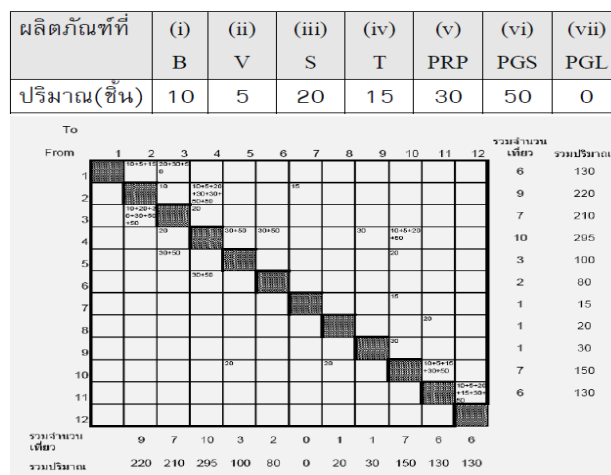 ผลิตภัณฑ์ที่ (i) (ii) (iii) (iv) (v) (vi) (vii)
B V S T PRP PGS PGL
ปริมาณ(ชิ้น) 10 5 20 15 30 50 0
To
From 1 2 3 4 5 6 7 8 9 10 11 12 รวมจำนวนเที่ยว รวมปริมาณ
1 10+5+15 20+30+50 6 130
2 10 10+5+20+30+30+50+50 15 9 220
3 10+20+30+30+50+50 20 7 210
4 20 30+50 30+50 30 10+5+20+50 10 295
5 30+50 20 3 100
6 30+50 2 80
7 15 1 15
8 20 1 20
9 30 1 30
10 20 20 10+5+15+30+50 7 150
11 10+5+20+15+30+50 6 130
12
รวมจำนวนเที่ยว 9 7 10 3 2 0 1 1 7 6 6
รวมปริมาณ 220 210 295 100 80 0 20 30 150 130 130